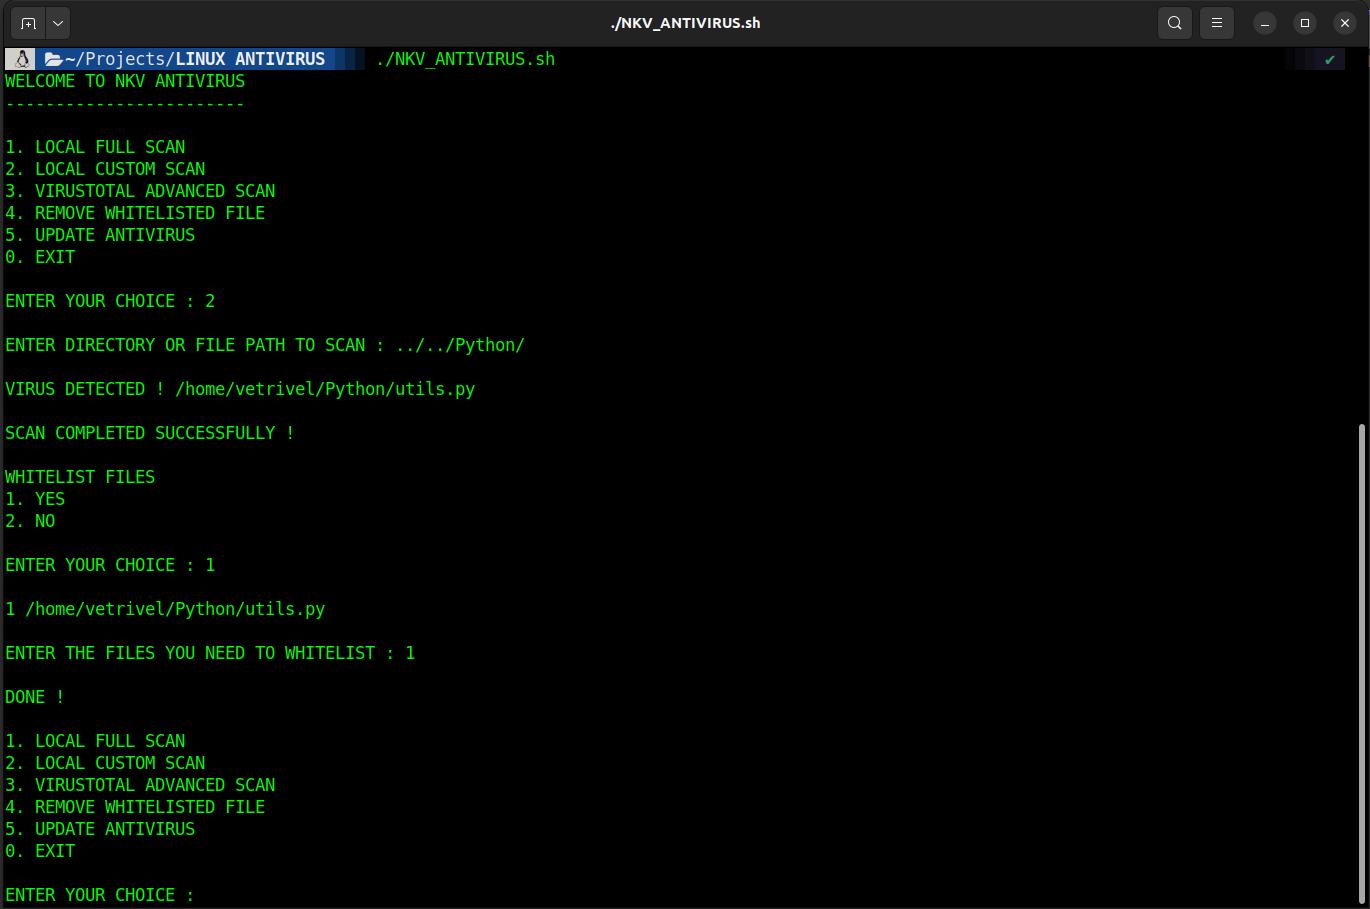 ./NKV_ANTIVIRUS.sh
~/Projects/LINUX ANTIVIRUS ./NKV_ANTIVIRUS.sh ✔
WELCOME TO NKV ANTIVIRUS
------------------------
1. LOCAL FULL SCAN
2. LOCAL CUSTOM SCAN
3. VIRUSTOTAL ADVANCED SCAN
4. REMOVE WHITELISTED FILE
5. UPDATE ANTIVIRUS
0. EXIT
ENTER YOUR CHOICE : 2
ENTER DIRECTORY OR FILE PATH TO SCAN : ../../Python/
VIRUS DETECTED ! /home/vetrivel/Python/utils.py
SCAN COMPLETED SUCCESSFULLY !
WHITELIST FILES
1. YES
2. NO
ENTER YOUR CHOICE : 1
1 /home/vetrivel/Python/utils.py
ENTER THE FILES YOU NEED TO WHITELIST : 1
DONE !
1. LOCAL FULL SCAN
2. LOCAL CUSTOM SCAN
3. VIRUSTOTAL ADVANCED SCAN
4. REMOVE WHITELISTED FILE
5. UPDATE ANTIVIRUS
0. EXIT
ENTER YOUR CHOICE :